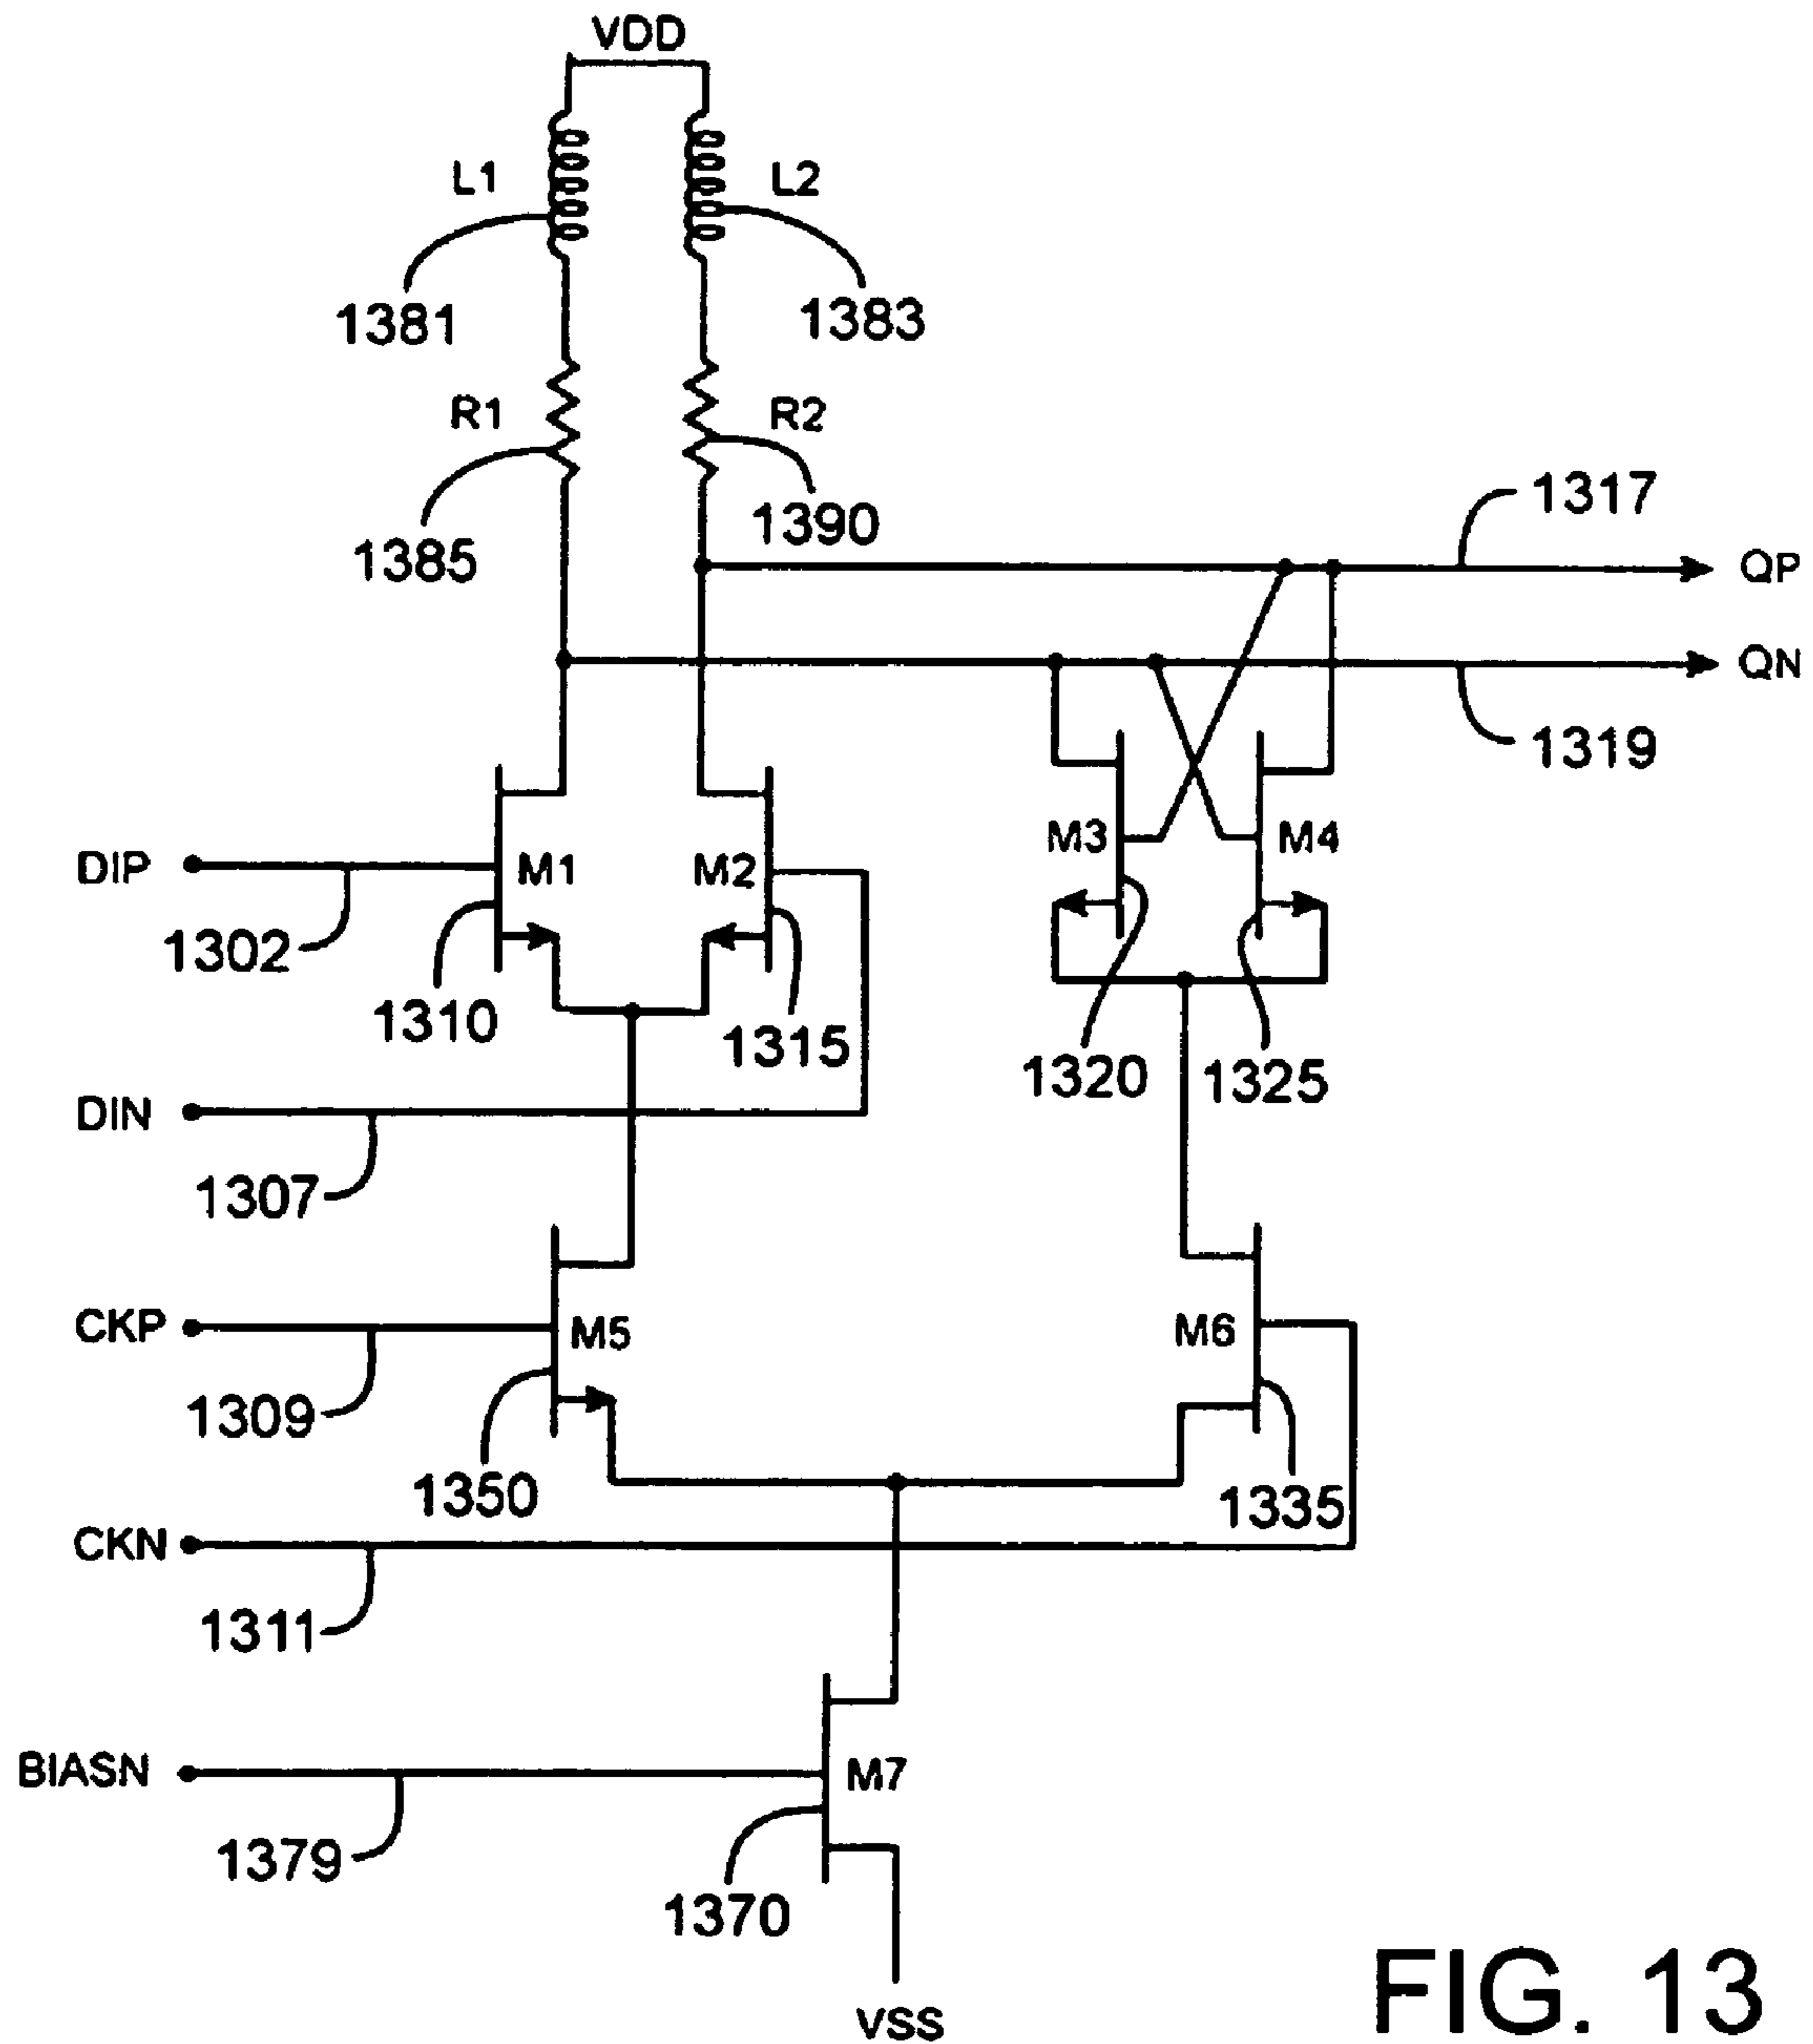 VDD
L1
L2
1381
1383
R1
R2
1385
1390
1317
QP
QN
1319
DIP
M1
M2
M3
M4
1302
1310
1315
1320
1325
DIN
1307
CKP
M5
M6
1309
1350
1335
CKN
1311
BIASN
M7
1379
1370
VSS
FIG. 13